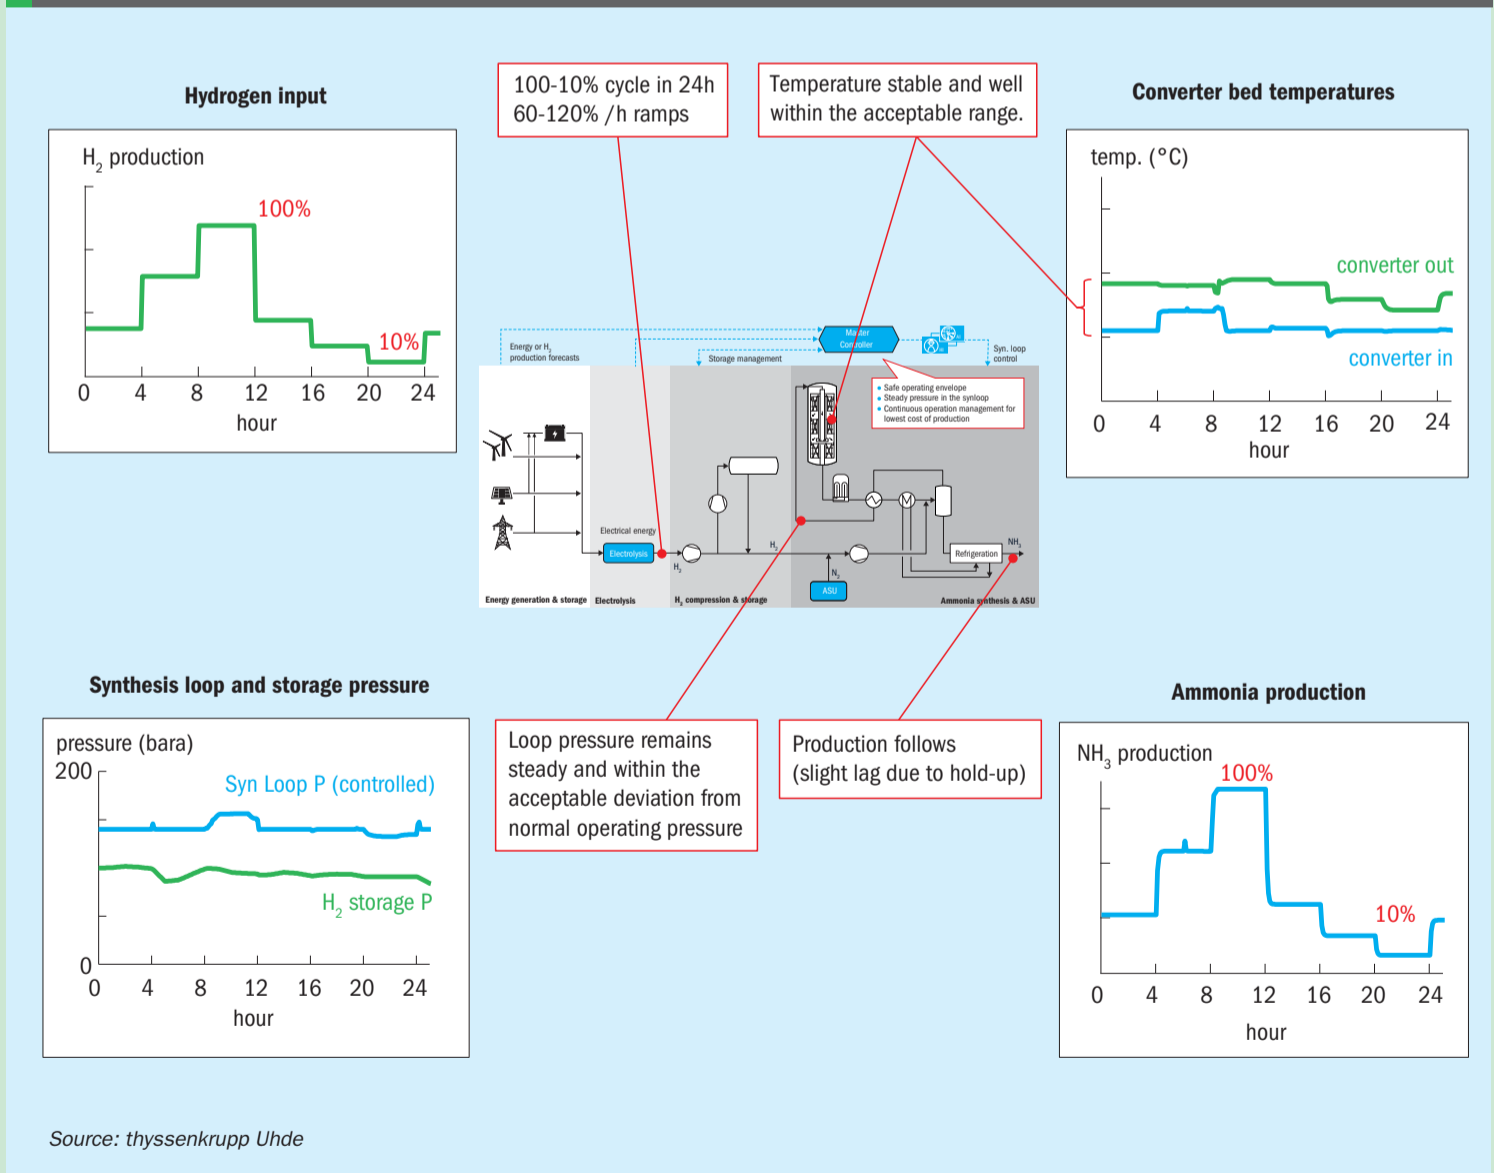 100-10% cycle in 24h
60-120% /h ramps
Temperature stable and well
within the acceptable range.
Hydrogen input
H2 production
100%
10%
0 4 8 12 16 20 24
hour
Converter bed temperatures
temp. (°C)
converter out
converter in
0 4 8 12 16 20 24
hour
Energy or H2
production forecasts
Storage management
Master
Controller
Syn. loop
control
• Safe operating envelope
• Steady pressure in the synloop
• Continuous operation management for
lowest cost of production
Electrical energy
Electrolysis
H2
H2
N2
ASU
NH3
Refrigeration
Energy generation & storage
Electrolysis
H2 compression & storage
Ammonia synthesis & ASU
Synthesis loop and storage pressure
pressure (bara)
200
Syn Loop P (controlled)
H2 storage P
0
0 4 8 12 16 20 24
hour
Loop pressure remains
steady and within the
acceptable deviation from
normal operating pressure
Production follows
(slight lag due to hold-up)
Ammonia production
NH3 production
100%
10%
0 4 8 12 16 20 24
hour
Source: thyssenkrupp Uhde